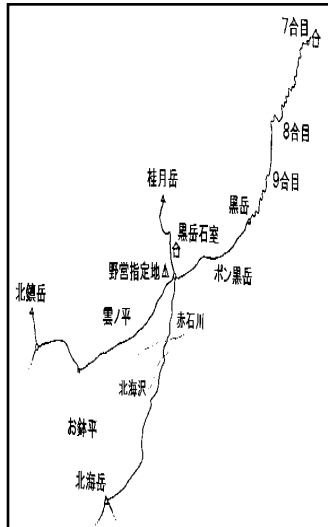 7合目
8合目
9合目
桂月岳
黒岳
黒岳石室
ポン黒岳
野営指定地
北鎮岳
雲ノ平
赤石川
北海沢
お鉢平
北海岳